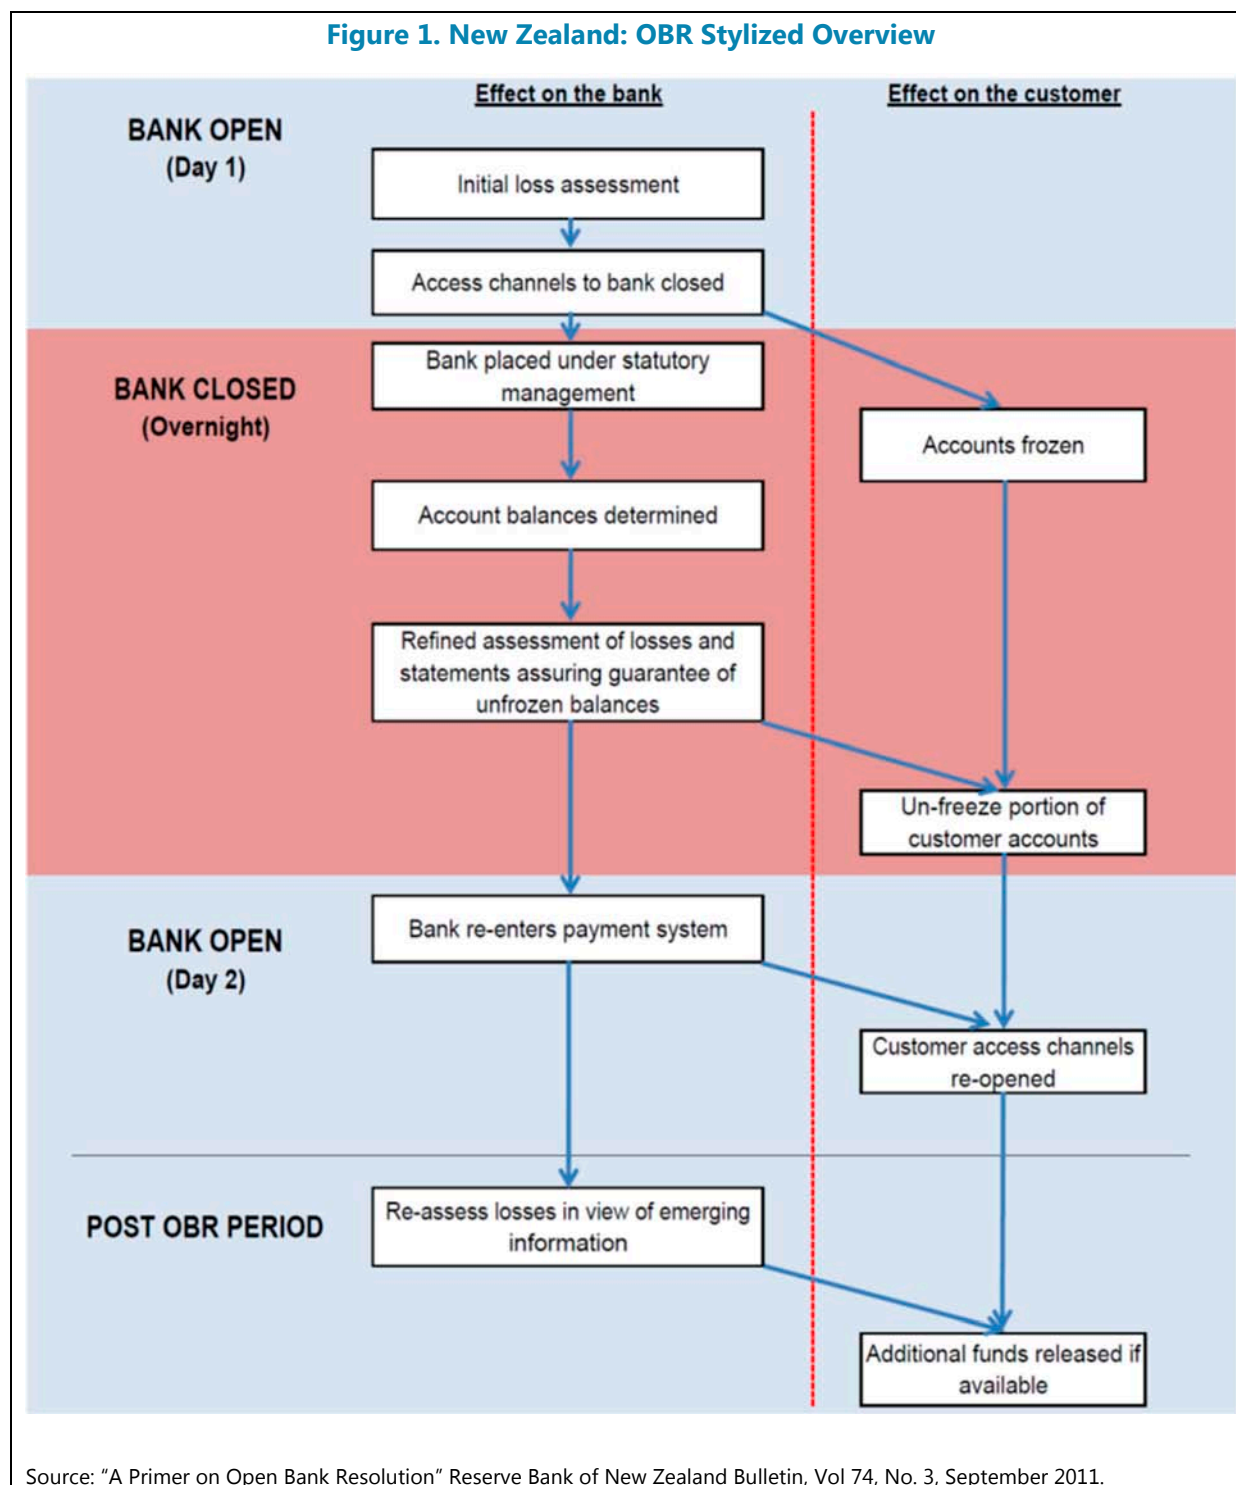 Figure 1. New Zealand: OBR Stylized Overview
Effect on the bank
Effect on the customer
BANK OPEN
(Day 1)
Initial loss assessment
Access channels to bank closed
BANK CLOSED
(Overnight)
Bank placed under statutory
management
Accounts frozen
Account balances determined
Refined assessment of losses and
statements assuring guarantee of
unfrozen balances
Un-freeze portion of
customer accounts
BANK OPEN
(Day 2)
Bank re-enters payment system
Customer access channels
re-opened
POST OBR PERIOD
Re-assess losses in view of emerging
information
Additional funds released if
available
Source: “A Primer on Open Bank Resolution” Reserve Bank of New Zealand Bulletin, Vol 74, No. 3, September 2011.